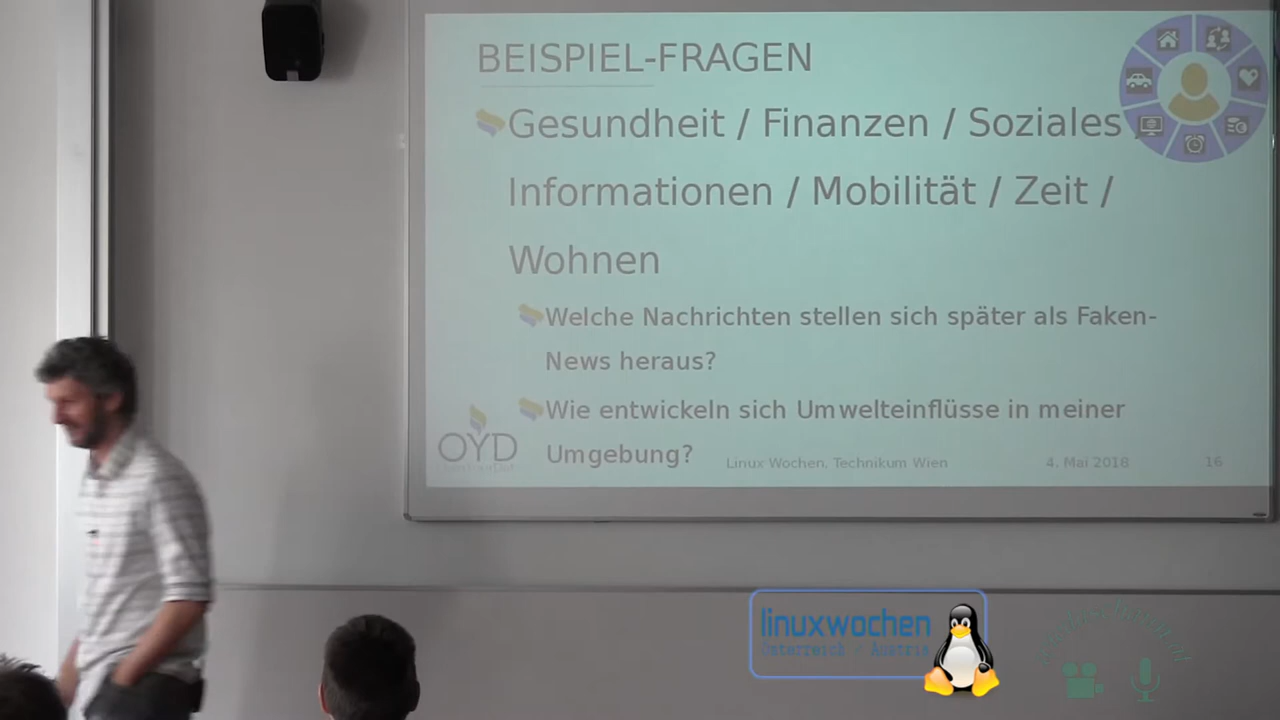 BEISPIEL-FRAGEN
Gesundheit / Finanzen / Soziales
Informationen / Mobilität / Zeit /
Wohnen
Welche Nachrichten stellen sich später als Faken-
News heraus?
Wie entwickeln sich Umwelteinflüsse in meiner
Umgebung?
OYD
Linux Wochen, Technikum Wien
4. Mai 2018
16
linuxwochen
Österreich / Austria